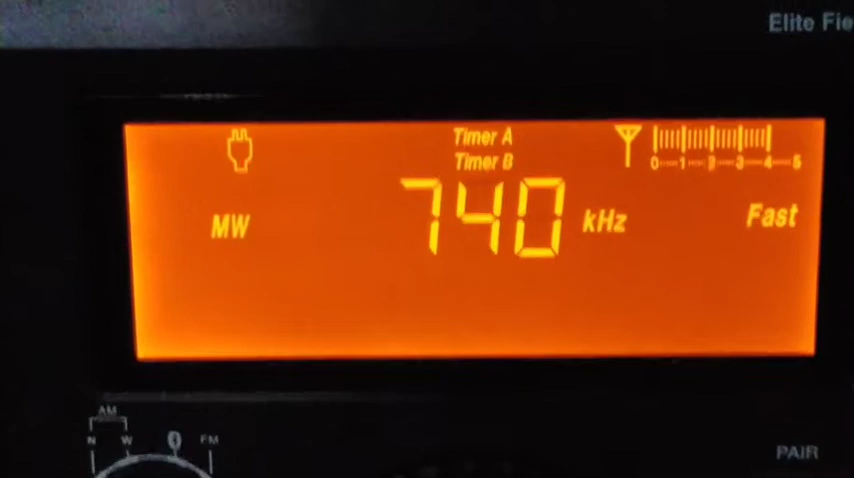 Elite Fie
Timer A
Timer B
0 1 2 3 4 5
MW 740 kHz Fast
AM
N W FM
PAIR